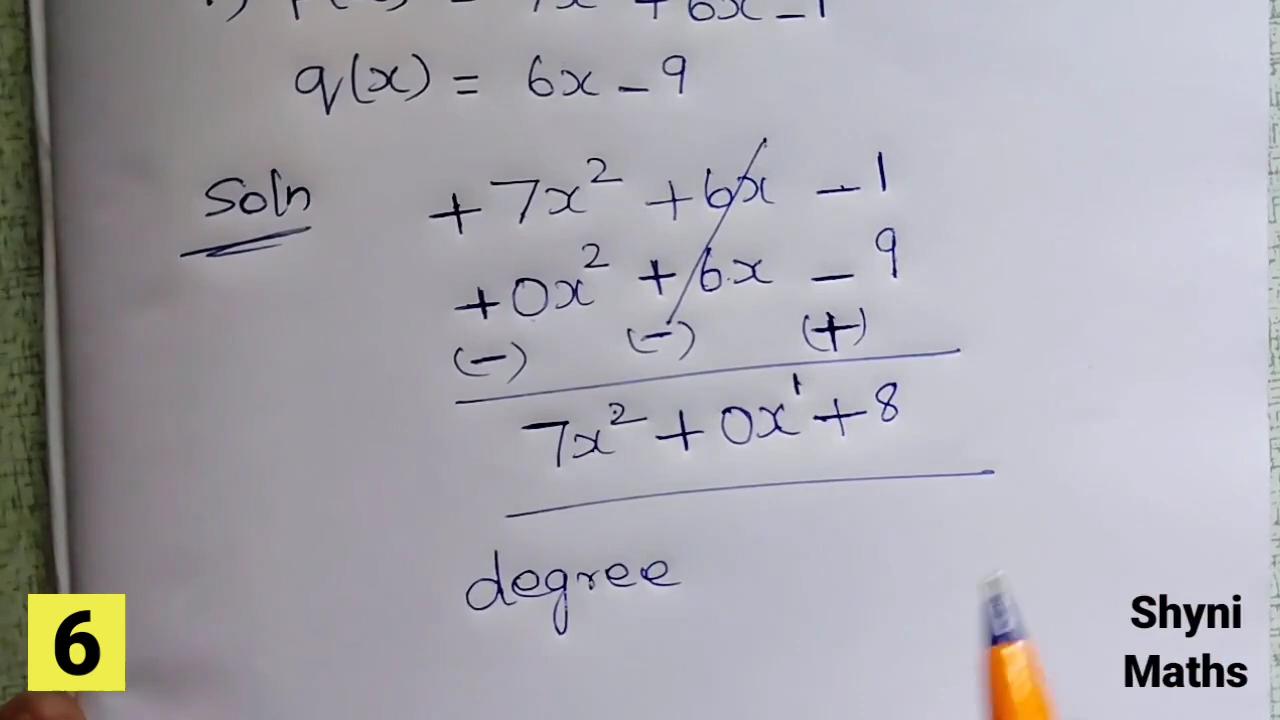 q(x) = 6x - 9
Soln
+ 7x² + 6x - 1
+ 0x² + 6x - 9
(-) (-) (+)
7x² + 0x¹ + 8
degree
6
Shyni
Maths